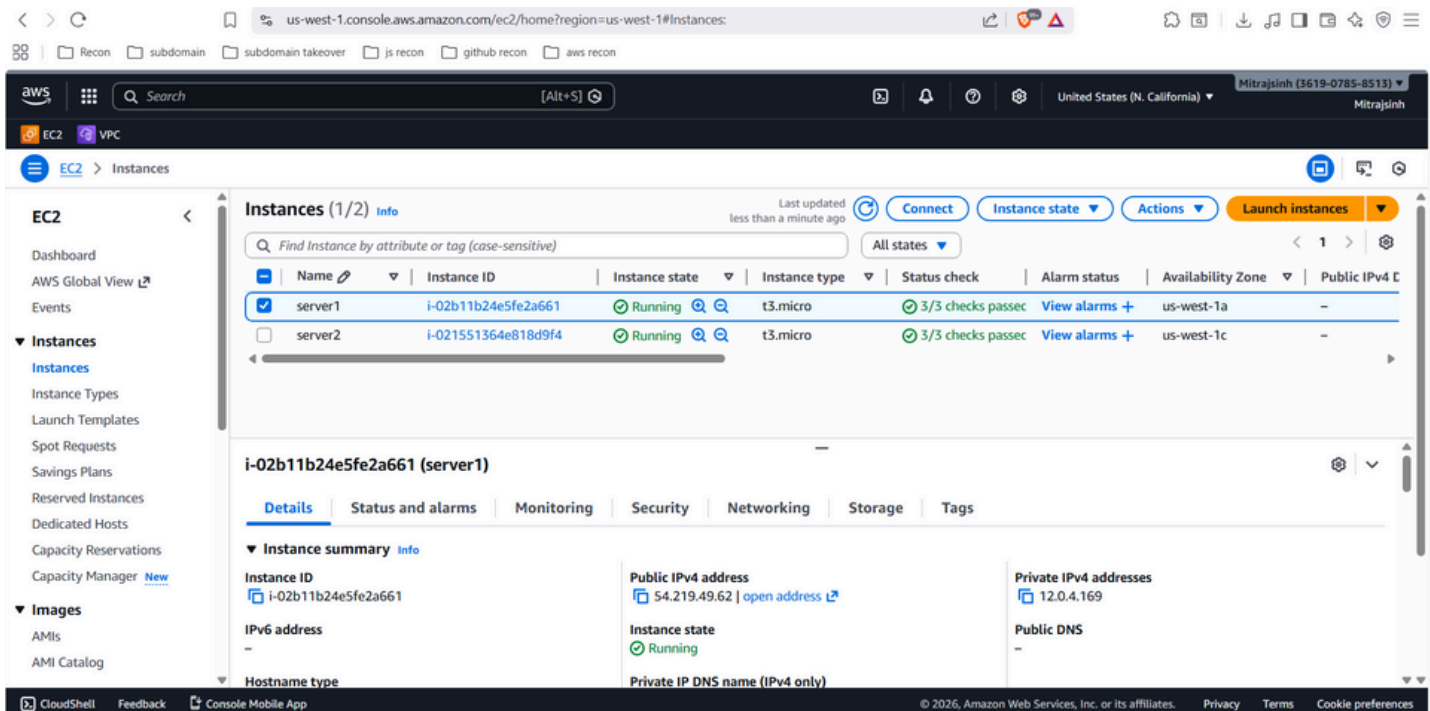 us-west-1.console.aws.amazon.com/ec2/home?region=us-west-1#Instances:
Recon subdomain subdomain takeover js recon github recon aws recon
aws Search [Alt+S] United States (N. California) Mitrajsinh (3619-0785-8513)
Mitrajsinh
EC2 VPC
EC2 > Instances
EC2
Dashboard
AWS Global View
Events
Instances
Instances
Instance Types
Launch Templates
Spot Requests
Savings Plans
Reserved Instances
Dedicated Hosts
Capacity Reservations
Capacity Manager New
Images
AMIs
AMI Catalog
Instances (1/2) Info
Last updated
less than a minute ago
Connect Instance state Actions Launch instances
Find Instance by attribute or tag (case-sensitive) All states < 1 >
Name Instance ID Instance state Instance type Status check Alarm status Availability Zone Public IPv4 D
server1 i-02b11b24e5fe2a661 Running t3.micro 3/3 checks passec View alarms + us-west-1a –
server2 i-021551364e818d9f4 Running t3.micro 3/3 checks passec View alarms + us-west-1c –
i-02b11b24e5fe2a661 (server1)
Details Status and alarms Monitoring Security Networking Storage Tags
Instance summary Info
Instance ID
i-02b11b24e5fe2a661
Public IPv4 address
54.219.49.62 | open address
Private IPv4 addresses
12.0.4.169
IPv6 address
–
Instance state
Running
Public DNS
–
Hostname type
Private IP DNS name (IPv4 only)
CloudShell Feedback Console Mobile App © 2026, Amazon Web Services, Inc. or its affiliates. Privacy Terms Cookie preferences